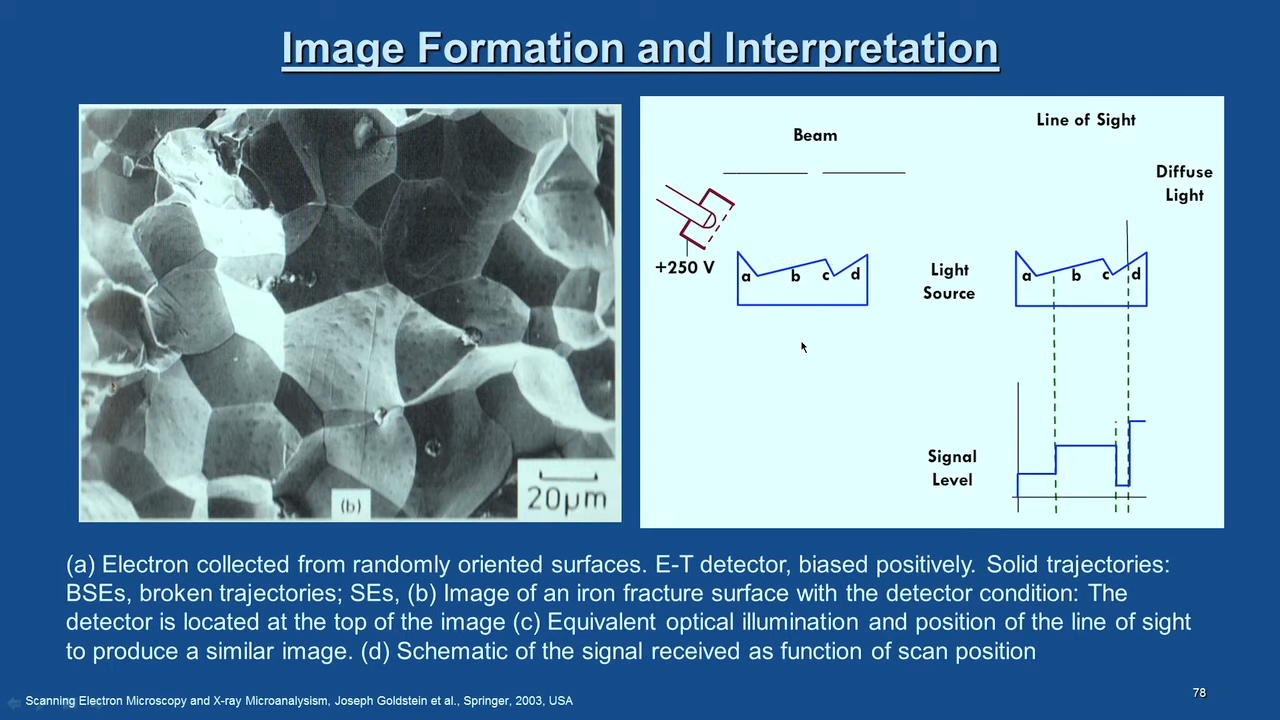 Image Formation and Interpretation
(b)
20μm
Beam
Line of Sight
Diffuse
Light
+250 V
a b c d
Light
Source
a b c d
Signal
Level
(a) Electron collected from randomly oriented surfaces. E-T detector, biased positively. Solid trajectories:
BSEs, broken trajectories; SEs, (b) Image of an iron fracture surface with the detector condition: The
detector is located at the top of the image (c) Equivalent optical illumination and position of the line of sight
to produce a similar image. (d) Schematic of the signal received as function of scan position
Scanning Electron Microscopy and X-ray Microanalysism, Joseph Goldstein et al., Springer, 2003, USA
78